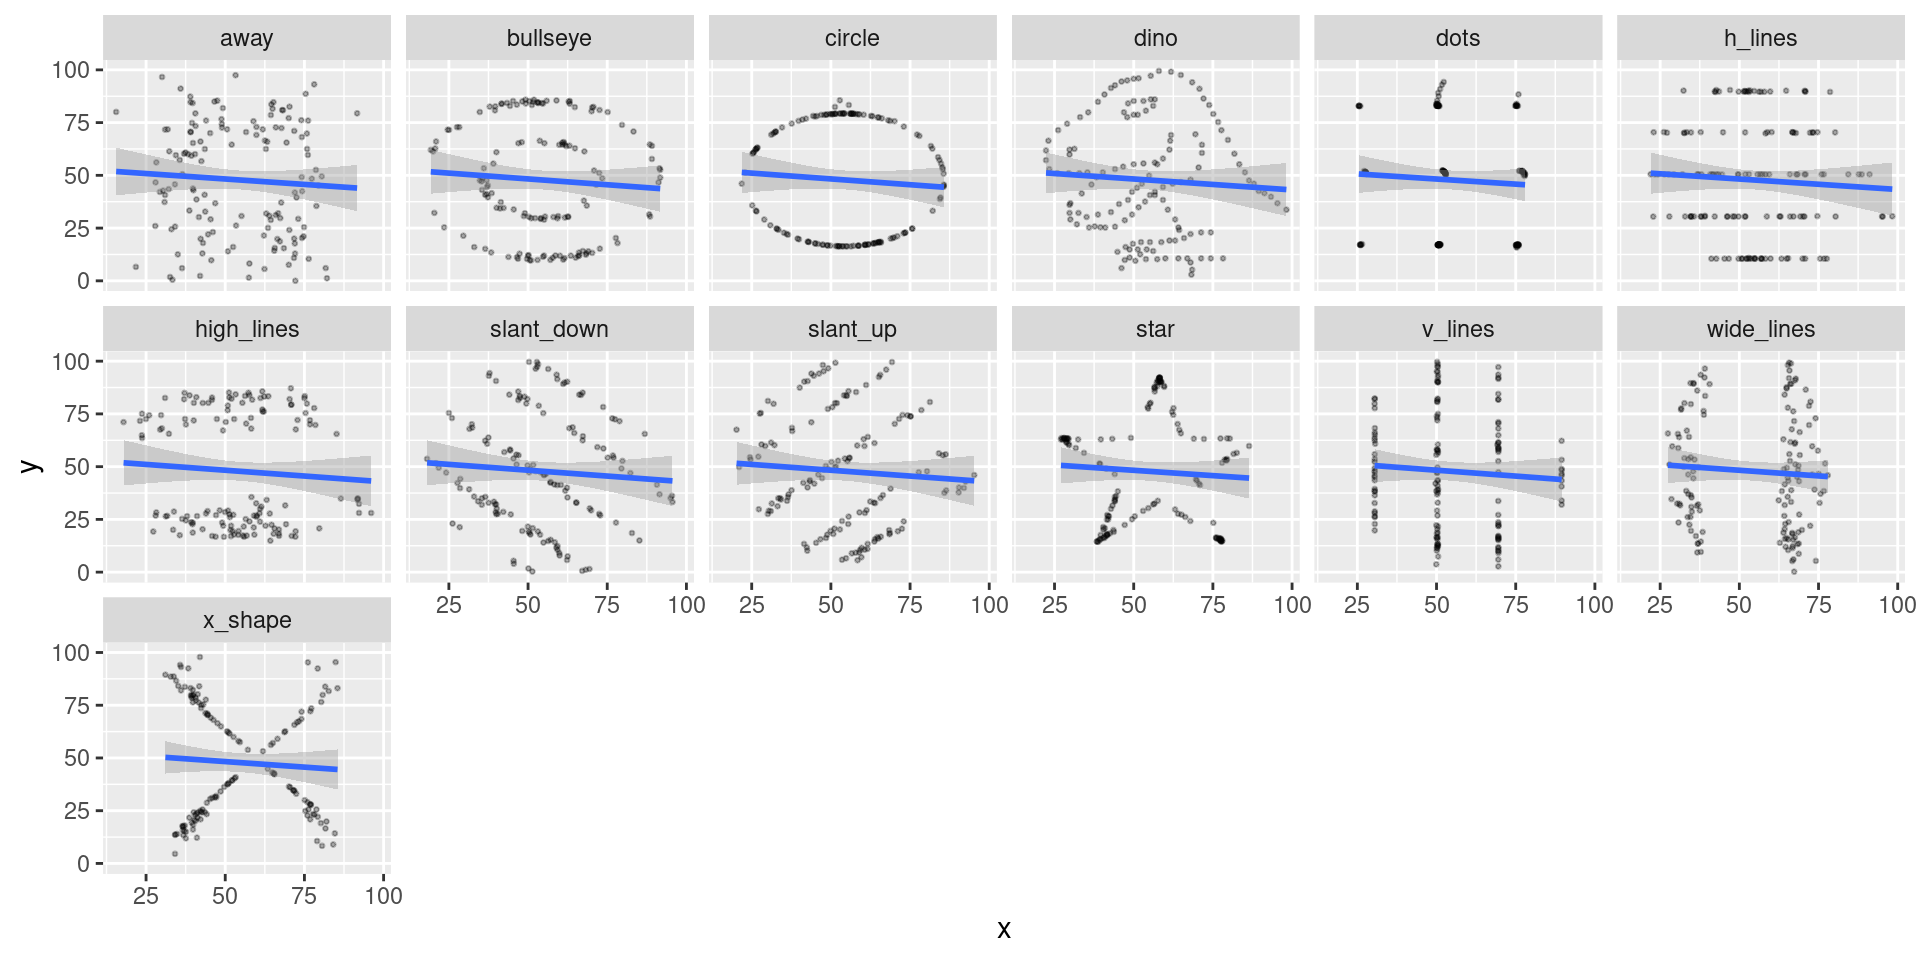 away bullseye circle dino dots h_lines
100
75
50
25
0
high_lines slant_down slant_up star v_lines wide_lines
100
75
50
25
0
y
25 50 75 100 25 50 75 100 25 50 75 100 25 50 75 100 25 50 75 100
x_shape
100
75
50
25
0
25 50 75 100
x